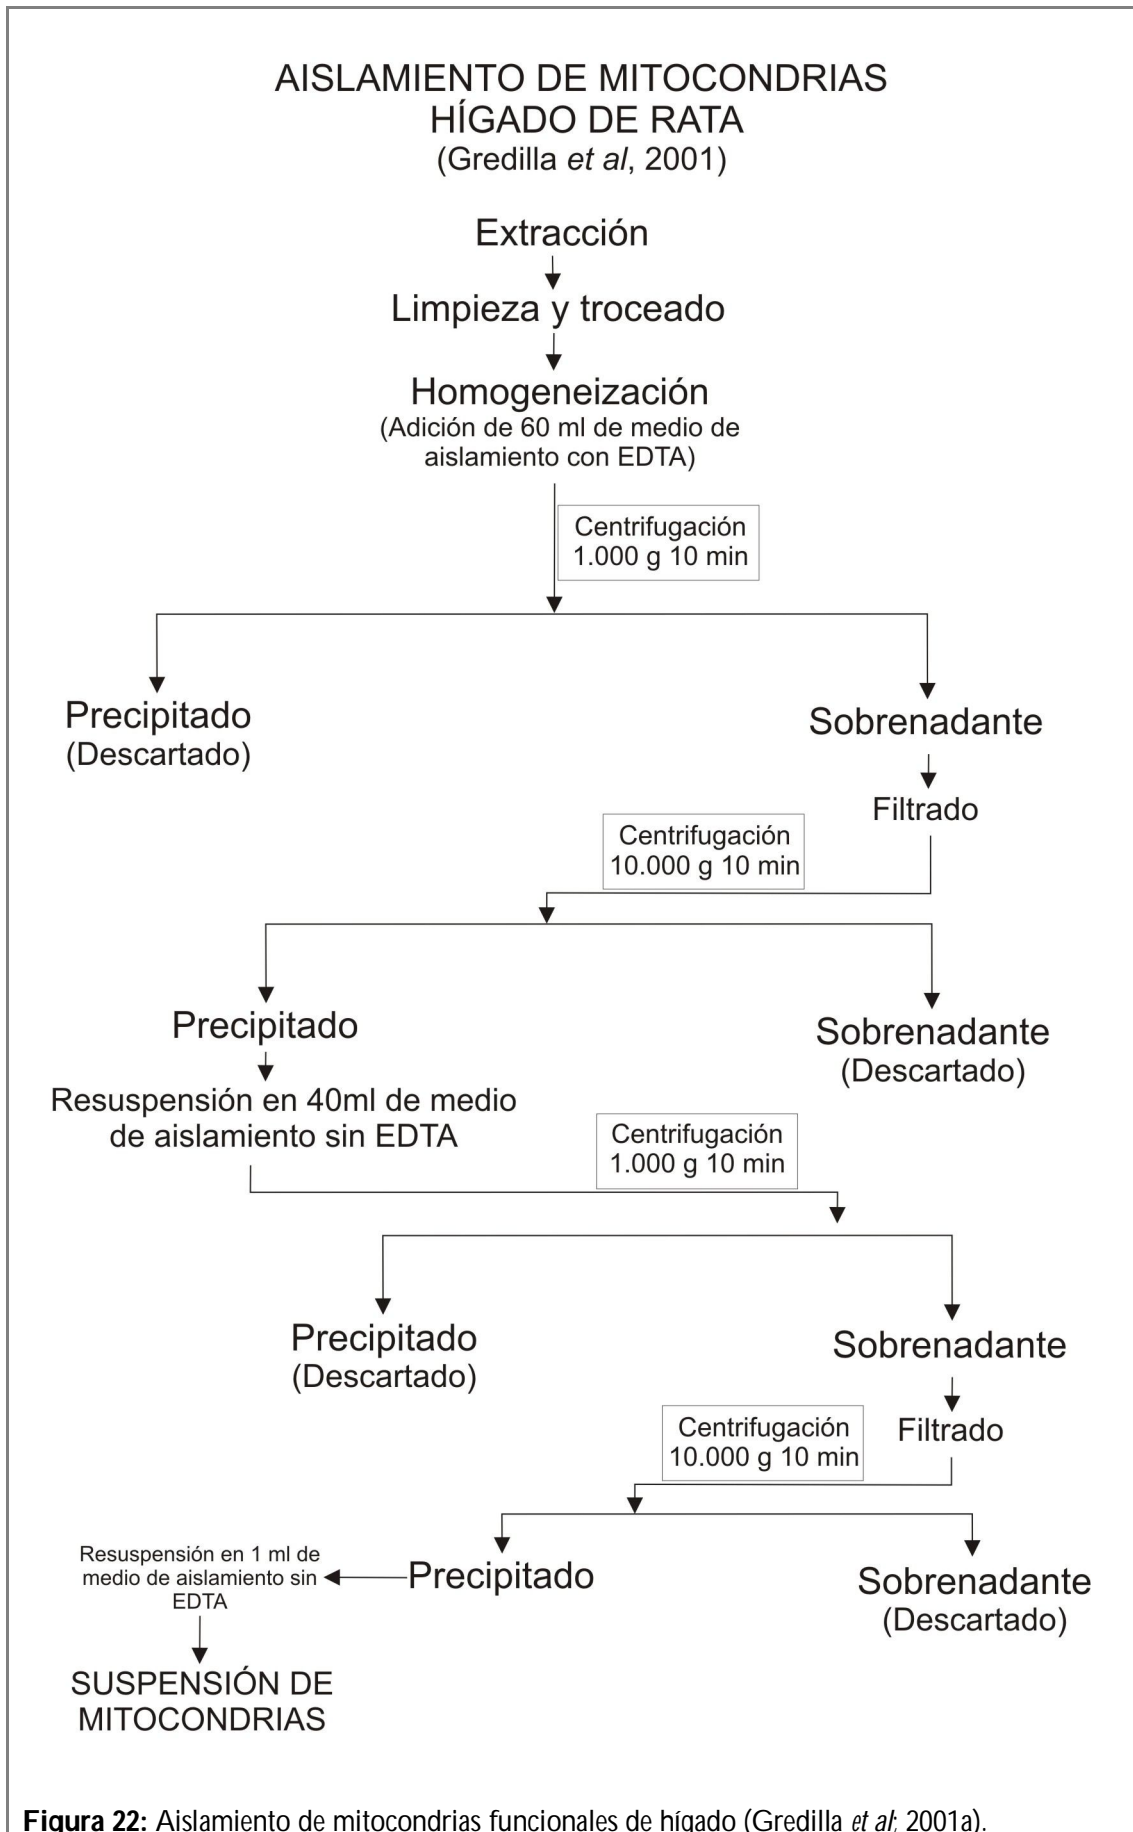 AISLAMIENTO DE MITOCONDRIAS
HÍGADO DE RATA
(Gredilla et al, 2001)
Extracción
Limpieza y troceado
Homogeneización
(Adición de 60 ml de medio de
aislamiento con EDTA)
Centrifugación
1.000 g 10 min
Precipitado
(Descartado)
Sobrenadante
Filtrado
Centrifugación
10.000 g 10 min
Precipitado
Sobrenadante
(Descartado)
Resuspensión en 40ml de medio
de aislamiento sin EDTA
Centrifugación
1.000 g 10 min
Precipitado
(Descartado)
Sobrenadante
Filtrado
Centrifugación
10.000 g 10 min
Precipitado
Sobrenadante
(Descartado)
Resuspensión en 1 ml de
medio de aislamiento sin
EDTA
SUSPENSIÓN DE
MITOCONDRIAS
Figura 22: Aislamiento de mitocondrias funcionales de hígado (Gredilla et al; 2001a).